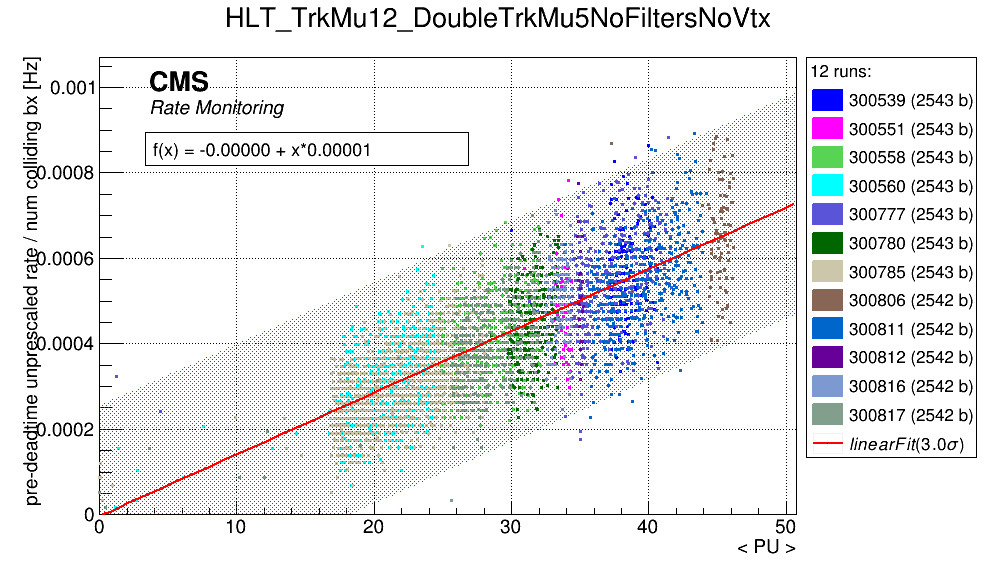 HLT_TrkMu12_DoubleTrkMu5NoFiltersNoVtx
pre-deadtime unprescaled rate / num colliding bx [Hz]
CMS
Rate Monitoring
f(x) = -0.00000 + x*0.00001
0.001
0.0008
0.0006
0.0004
0.0002
0
0
10
20
30
40
50
< PU >
12 runs:
300539 (2543 b)
300551 (2543 b)
300558 (2543 b)
300560 (2543 b)
300777 (2543 b)
300780 (2543 b)
300785 (2543 b)
300806 (2542 b)
300811 (2542 b)
300812 (2542 b)
300816 (2542 b)
300817 (2542 b)
linearFit(3.0σ)